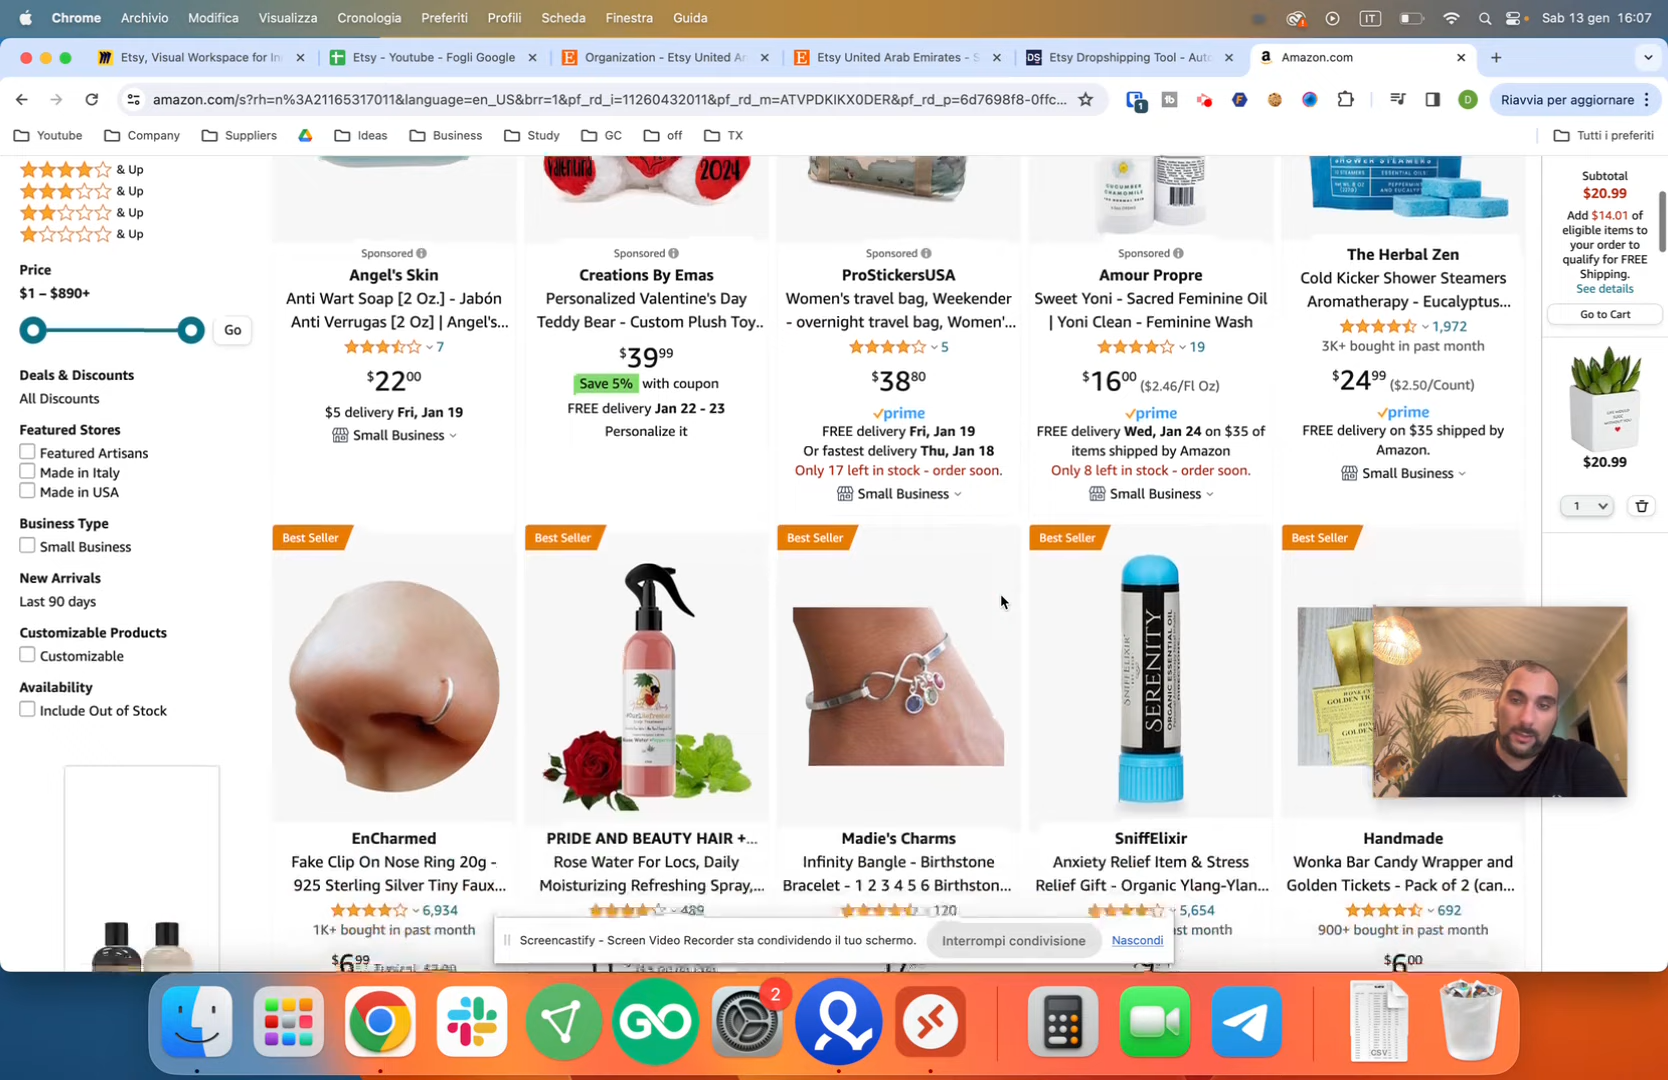 Chrome Archivio Modifica Visualizza Cronologia Preferiti Profili Scheda Finestra Guida
IT Sab 13 gen 16:07
Etsy, Visual Workspace for In
Etsy - Youtube - Fogli Google
Organization - Etsy United Ar
Etsy United Arab Emirates - S
DS Etsy Dropshipping Tool - Auto
Amazon.com
amazon.com/s?rh=n%3A21165317011&language=en_US&brr=1&pf_rd_i=11260432011&pf_rd_m=ATVPDKIKX0DER&pf_rd_p=6d7698f8-0ffc...
1
D
Riavvia per aggiornare
Youtube Company Suppliers Ideas Business Study GC off TX Tutti i preferiti
& Up
& Up
& Up
& Up
Price
$1 – $890+
Go
Deals & Discounts
All Discounts
Featured Stores
Featured Artisans
Made in Italy
Made in USA
Business Type
Small Business
New Arrivals
Last 90 days
Customizable Products
Customizable
Availability
Include Out of Stock
Sponsored
Angel's Skin
Anti Wart Soap [2 Oz.] - Jabón
Anti Verrugas [2 Oz] | Angel's...
7
$22 00
$5 delivery Fri, Jan 19
Small Business
Valentina
2024
Sponsored
Creations By Emas
Personalized Valentine's Day
Teddy Bear - Custom Plush Toy..
$39 99
Save 5% with coupon
FREE delivery Jan 22 - 23
Personalize it
Sponsored
ProStickersUSA
Women's travel bag, Weekender
- overnight travel bag, Women'...
5
$38 80
prime
FREE delivery Fri, Jan 19
Or fastest delivery Thu, Jan 18
Only 17 left in stock - order soon.
Small Business
CUCUMBER
CHAMOMILE
Sponsored
Amour Propre
Sweet Yoni - Sacred Feminine Oil
| Yoni Clean - Feminine Wash
19
$16 00 ($2.46/Fl Oz)
prime
FREE delivery Wed, Jan 24 on $35 of
items shipped by Amazon
Only 8 left in stock - order soon.
Small Business
SHOWER STEAMERS
The Herbal Zen
Cold Kicker Shower Steamers
Aromatherapy - Eucalyptus...
1,972
3K+ bought in past month
$24 99 ($2.50/Count)
prime
FREE delivery on $35 shipped by
Amazon.
Small Business
Subtotal
$20.99
Add $14.01 of
eligible items to
your order to
qualify for FREE
Shipping.
See details
Go to Cart
$20.99
1
Best Seller
EnCharmed
Fake Clip On Nose Ring 20g -
925 Sterling Silver Tiny Faux...
6,934
1K+ bought in past month
$6 99
Best Seller
PRIDE AND BEAUTY HAIR +...
Rose Water For Locs, Daily
Moisturizing Refreshing Spray,...
489
Best Seller
Madie's Charms
Infinity Bangle - Birthstone
Bracelet - 1 2 3 4 5 6 Birthston...
120
Best Seller
SNIFFELIXIR
SERENITY
ORGANIC ESSENTIAL OIL
SniffElixir
Anxiety Relief Item & Stress
Relief Gift - Organic Ylang-Ylan...
5,654
st month
Best Seller
WONKA'S
GOLDEN TICKET
Handmade
Wonka Bar Candy Wrapper and
Golden Tickets - Pack of 2 (can...
692
900+ bought in past month
$6 00
Screencastify - Screen Video Recorder sta condividendo il tuo schermo.
Interrompi condivisione
Nascondi
2
CSV